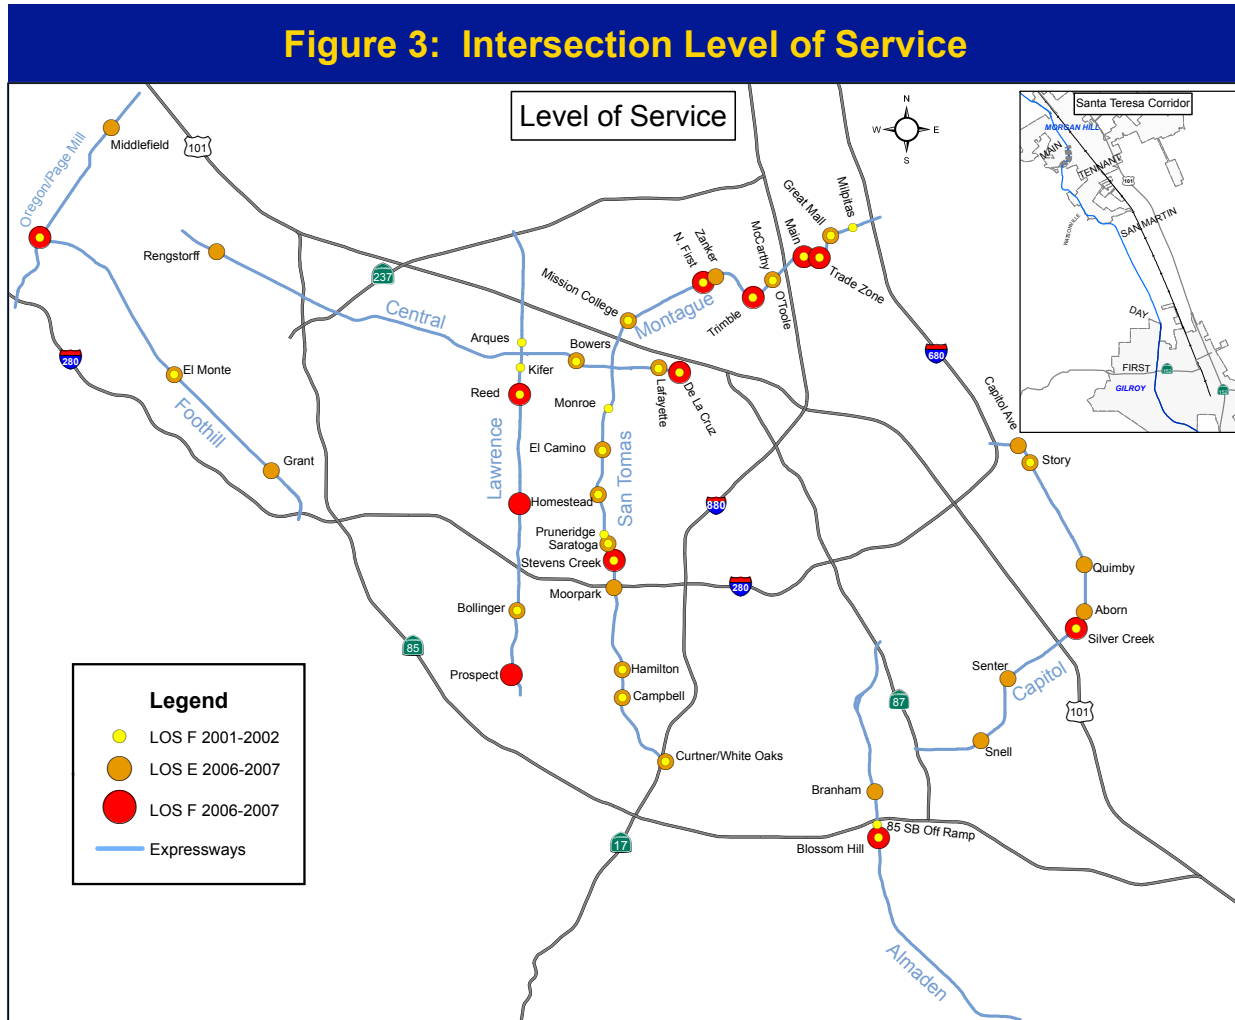 Figure 3: Intersection Level of Service
Level of Service
N
W
E
S
Santa Teresa Corridor
MORGAN HILL
MAIN
TENNANT
101
WATSONVILLE
SAN MARTIN
DAY
FIRST
GILROY
152
152
Middlefield
Oregon/Page Mill
101
Rengstorff
237
Central
280
El Monte
Foothill
Grant
Arques
Kifer
Reed
Lawrence
Homestead
Bollinger
Prospect
Mission College
Montague
N. First
Zanker
Trimble
McCarthy
O'Toole
Main
Trade Zone
Great Mall
Milpitas
Bowers
Lafayette
De La Cruz
Monroe
El Camino
San Tomas
Pruneridge
Saratoga
Stevens Creek
Moorpark
Hamilton
Campbell
Curtner/White Oaks
880
280
680
Capitol Ave
Story
Quimby
Aborn
Silver Creek
Senter
Capitol
Snell
101
87
85
17
Branham
85 SB Off Ramp
Blossom Hill
Almaden
Legend
LOS F 2001-2002
LOS E 2006-2007
LOS F 2006-2007
Expressways